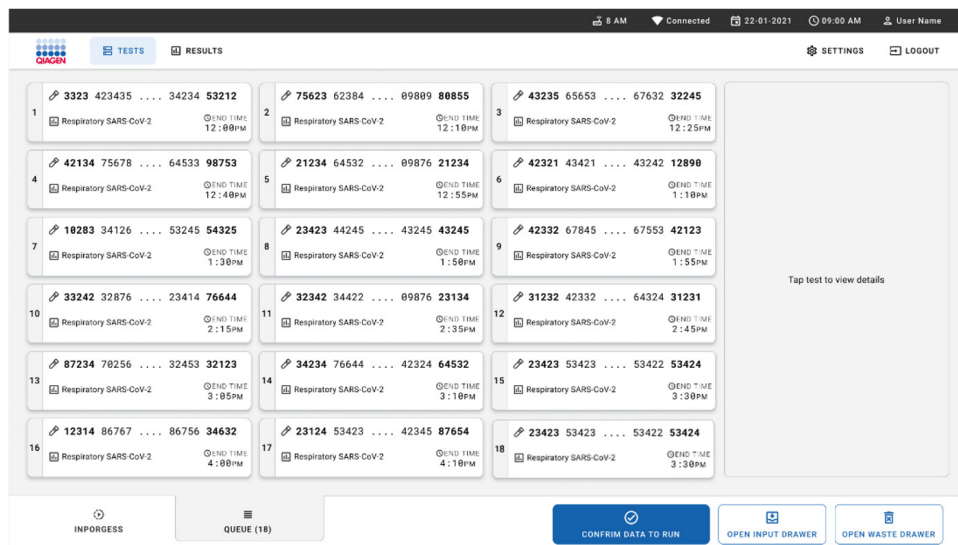 8 AM Connected 22-01-2021 09:00 AM User Name
QIAGEN TESTS RESULTS SETTINGS LOGOUT
1 3323 423435 .... 34234 53212
Respiratory SARS-CoV-2 END TIME
12:00PM
2 75623 62384 .... 09809 80855
Respiratory SARS-CoV-2 END TIME
12:10PM
3 43235 65653 .... 67632 32245
Respiratory SARS-CoV-2 END TIME
12:25PM
4 42134 75678 .... 64533 98753
Respiratory SARS-CoV-2 END TIME
12:40PM
5 21234 64532 .... 09876 21234
Respiratory SARS-CoV-2 END TIME
12:55PM
6 42321 43421 .... 43242 12890
Respiratory SARS-CoV-2 END TIME
1:10PM
7 10283 34126 .... 53245 54325
Respiratory SARS-CoV-2 END TIME
1:30PM
8 23423 44245 .... 43245 43245
Respiratory SARS-CoV-2 END TIME
1:50PM
9 42332 67845 .... 67553 42123
Respiratory SARS-CoV-2 END TIME
1:55PM
10 33242 32876 .... 23414 76644
Respiratory SARS-CoV-2 END TIME
2:15PM
11 32342 34422 .... 09876 23134
Respiratory SARS-CoV-2 END TIME
2:35PM
12 31232 42332 .... 64324 31231
Respiratory SARS-CoV-2 END TIME
2:45PM
13 87234 70256 .... 32453 32123
Respiratory SARS-CoV-2 END TIME
3:05PM
14 34234 76644 .... 42324 64532
Respiratory SARS-CoV-2 END TIME
3:10PM
15 23423 53423 .... 53422 53424
Respiratory SARS-CoV-2 END TIME
3:30PM
16 12314 86767 .... 86756 34632
Respiratory SARS-CoV-2 END TIME
4:00PM
17 23124 53423 .... 42345 87654
Respiratory SARS-CoV-2 END TIME
4:10PM
18 23423 53423 .... 53422 53424
Respiratory SARS-CoV-2 END TIME
3:30PM
Tap test to view details
INPORGESS QUEUE (18) CONFRIM DATA TO RUN OPEN INPUT DRAWER OPEN WASTE DRAWER